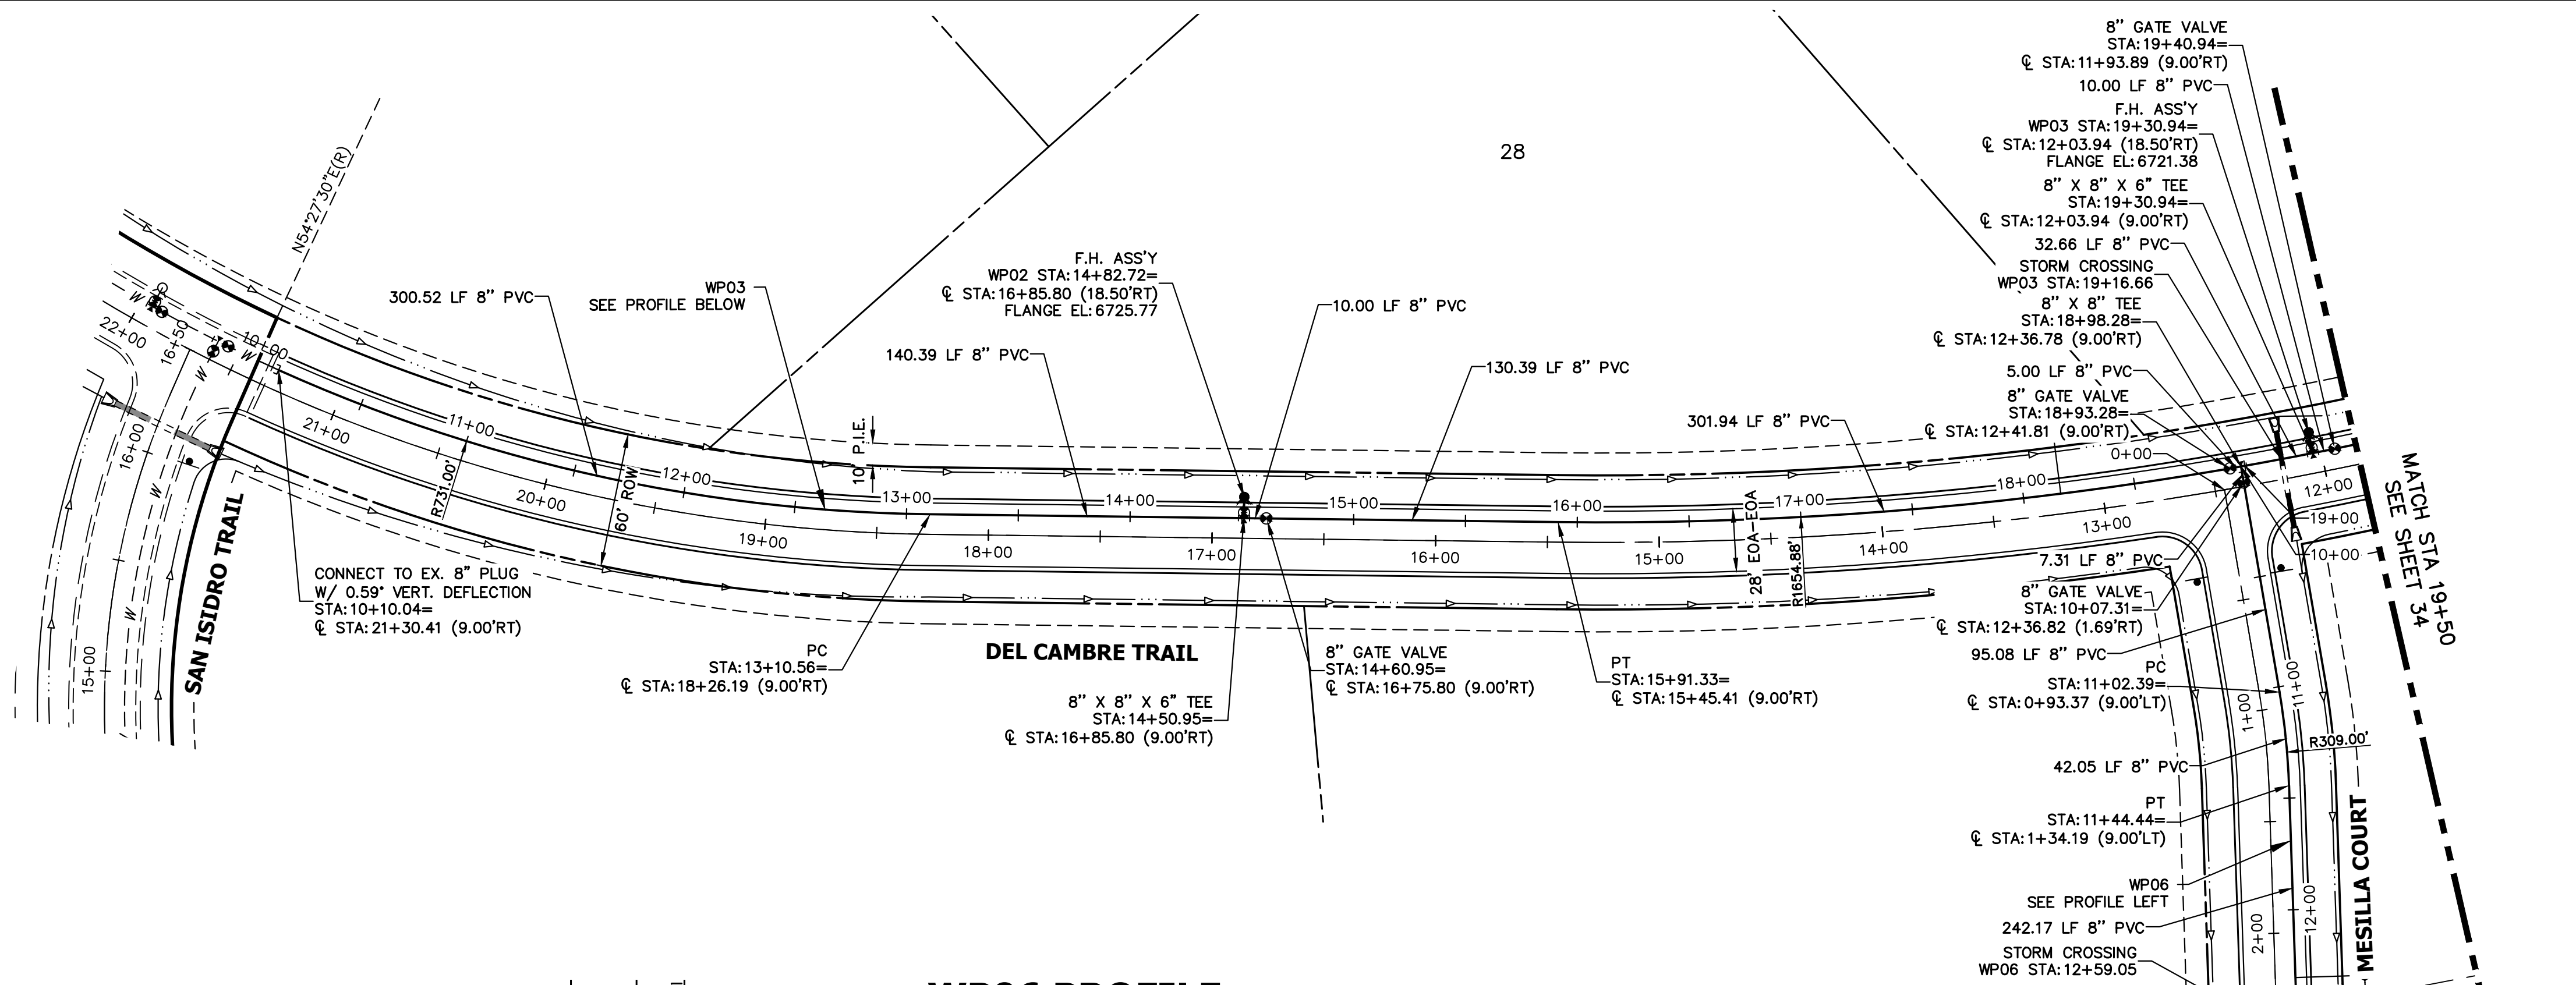 8" GATE VALVE
STA:19+40.94=
℄ STA:11+93.89 (9.00'RT)
10.00 LF 8" PVC
F.H. ASS'Y
WP03 STA:19+30.94=
℄ STA:12+03.94 (18.50'RT)
FLANGE EL:6721.38
8" X 8" X 6" TEE
STA:19+30.94=
℄ STA:12+03.94 (9.00'RT)
32.66 LF 8" PVC
STORM CROSSING
WP03 STA:19+16.66
8" X 8" TEE
STA:18+98.28=
℄ STA:12+36.78 (9.00'RT)
5.00 LF 8" PVC
8" GATE VALVE
STA:18+93.28=
℄ STA:12+41.81 (9.00'RT)
0+00
28
N54°27'30"E(R)
300.52 LF 8" PVC
WP03
SEE PROFILE BELOW
F.H. ASS'Y
WP02 STA:14+82.72=
℄ STA:16+85.80 (18.50'RT)
FLANGE EL:6725.77
10.00 LF 8" PVC
140.39 LF 8" PVC
130.39 LF 8" PVC
301.94 LF 8" PVC
W
W
W
W
W
22+00
16+50
16+00
15+00
10+00
11+00
12+00
13+00
14+00
15+00
16+00
17+00
18+00
21+00
20+00
19+00
18+00
17+00
16+00
15+00
14+00
13+00
12+00
19+00
10+00
R731.00'
60' ROW
10' P.I.E.
28' EOA-EOA
R1654.88'
MATCH STA 19+50
SEE SHEET 34
SAN ISIDRO TRAIL
CONNECT TO EX. 8" PLUG
W/ 0.59° VERT. DEFLECTION
STA:10+10.04=
℄ STA:21+30.41 (9.00'RT)
PC
STA:13+10.56=
℄ STA:18+26.19 (9.00'RT)
DEL CAMBRE TRAIL
8" X 8" X 6" TEE
STA:14+50.95=
℄ STA:16+85.80 (9.00'RT)
8" GATE VALVE
STA:14+60.95=
℄ STA:16+75.80 (9.00'RT)
PT
STA:15+91.33=
℄ STA:15+45.41 (9.00'RT)
7.31 LF 8" PVC
8" GATE VALVE
STA:10+07.31=
℄ STA:12+36.82 (1.69'RT)
95.08 LF 8" PVC
PC
STA:11+02.39=
℄ STA:0+93.37 (9.00'LT)
1+00
11+00
R309.00'
42.05 LF 8" PVC
PT
STA:11+44.44=
℄ STA:1+34.19 (9.00'LT)
WP06
SEE PROFILE LEFT
242.17 LF 8" PVC
STORM CROSSING
WP06 STA:12+59.05
2+00
12+00
MESILLA COURT